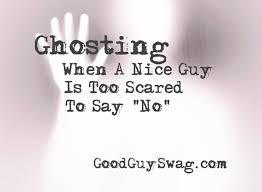 Ghosting
When A Nice Guy
Is Too Scared
To Say "No"
GoodGuySwag.com